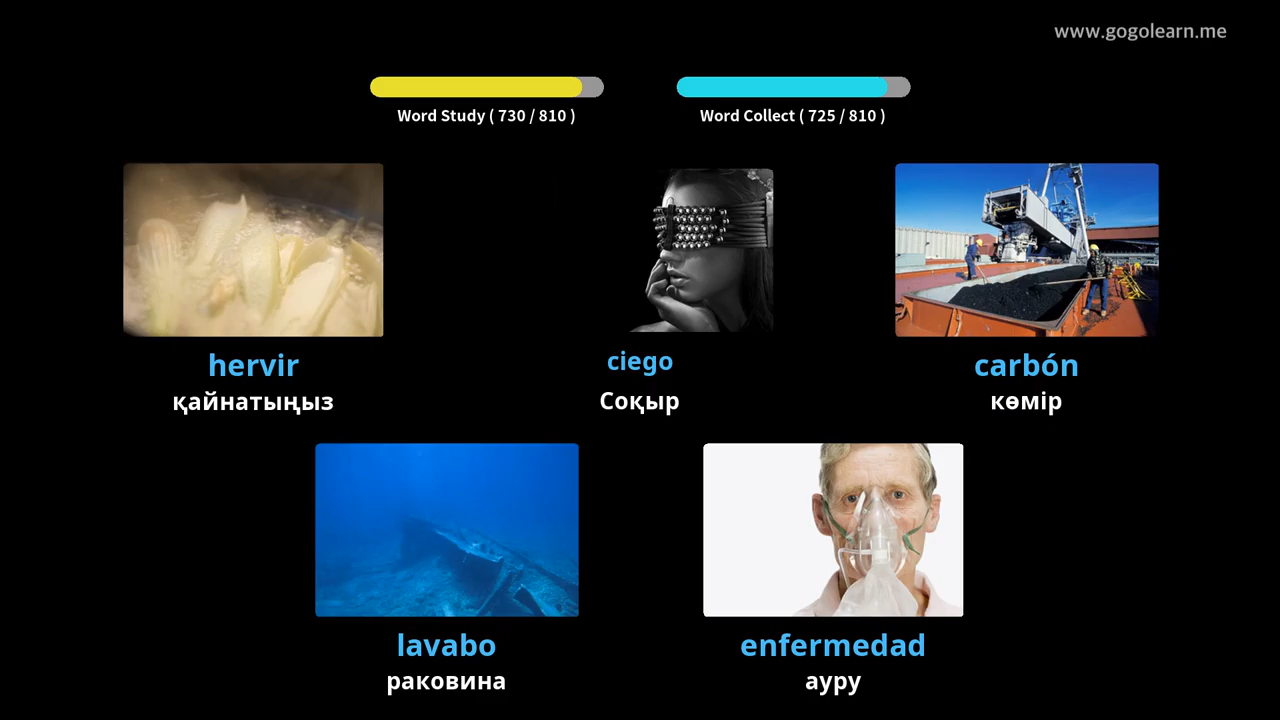 www.gogolearn.me
Word Study ( 730 / 810 )
Word Collect ( 725 / 810 )
hervir
қайнатыңыз
ciego
Соқыр
carbón
көмір
lavabo
раковина
enfermedad
ауру